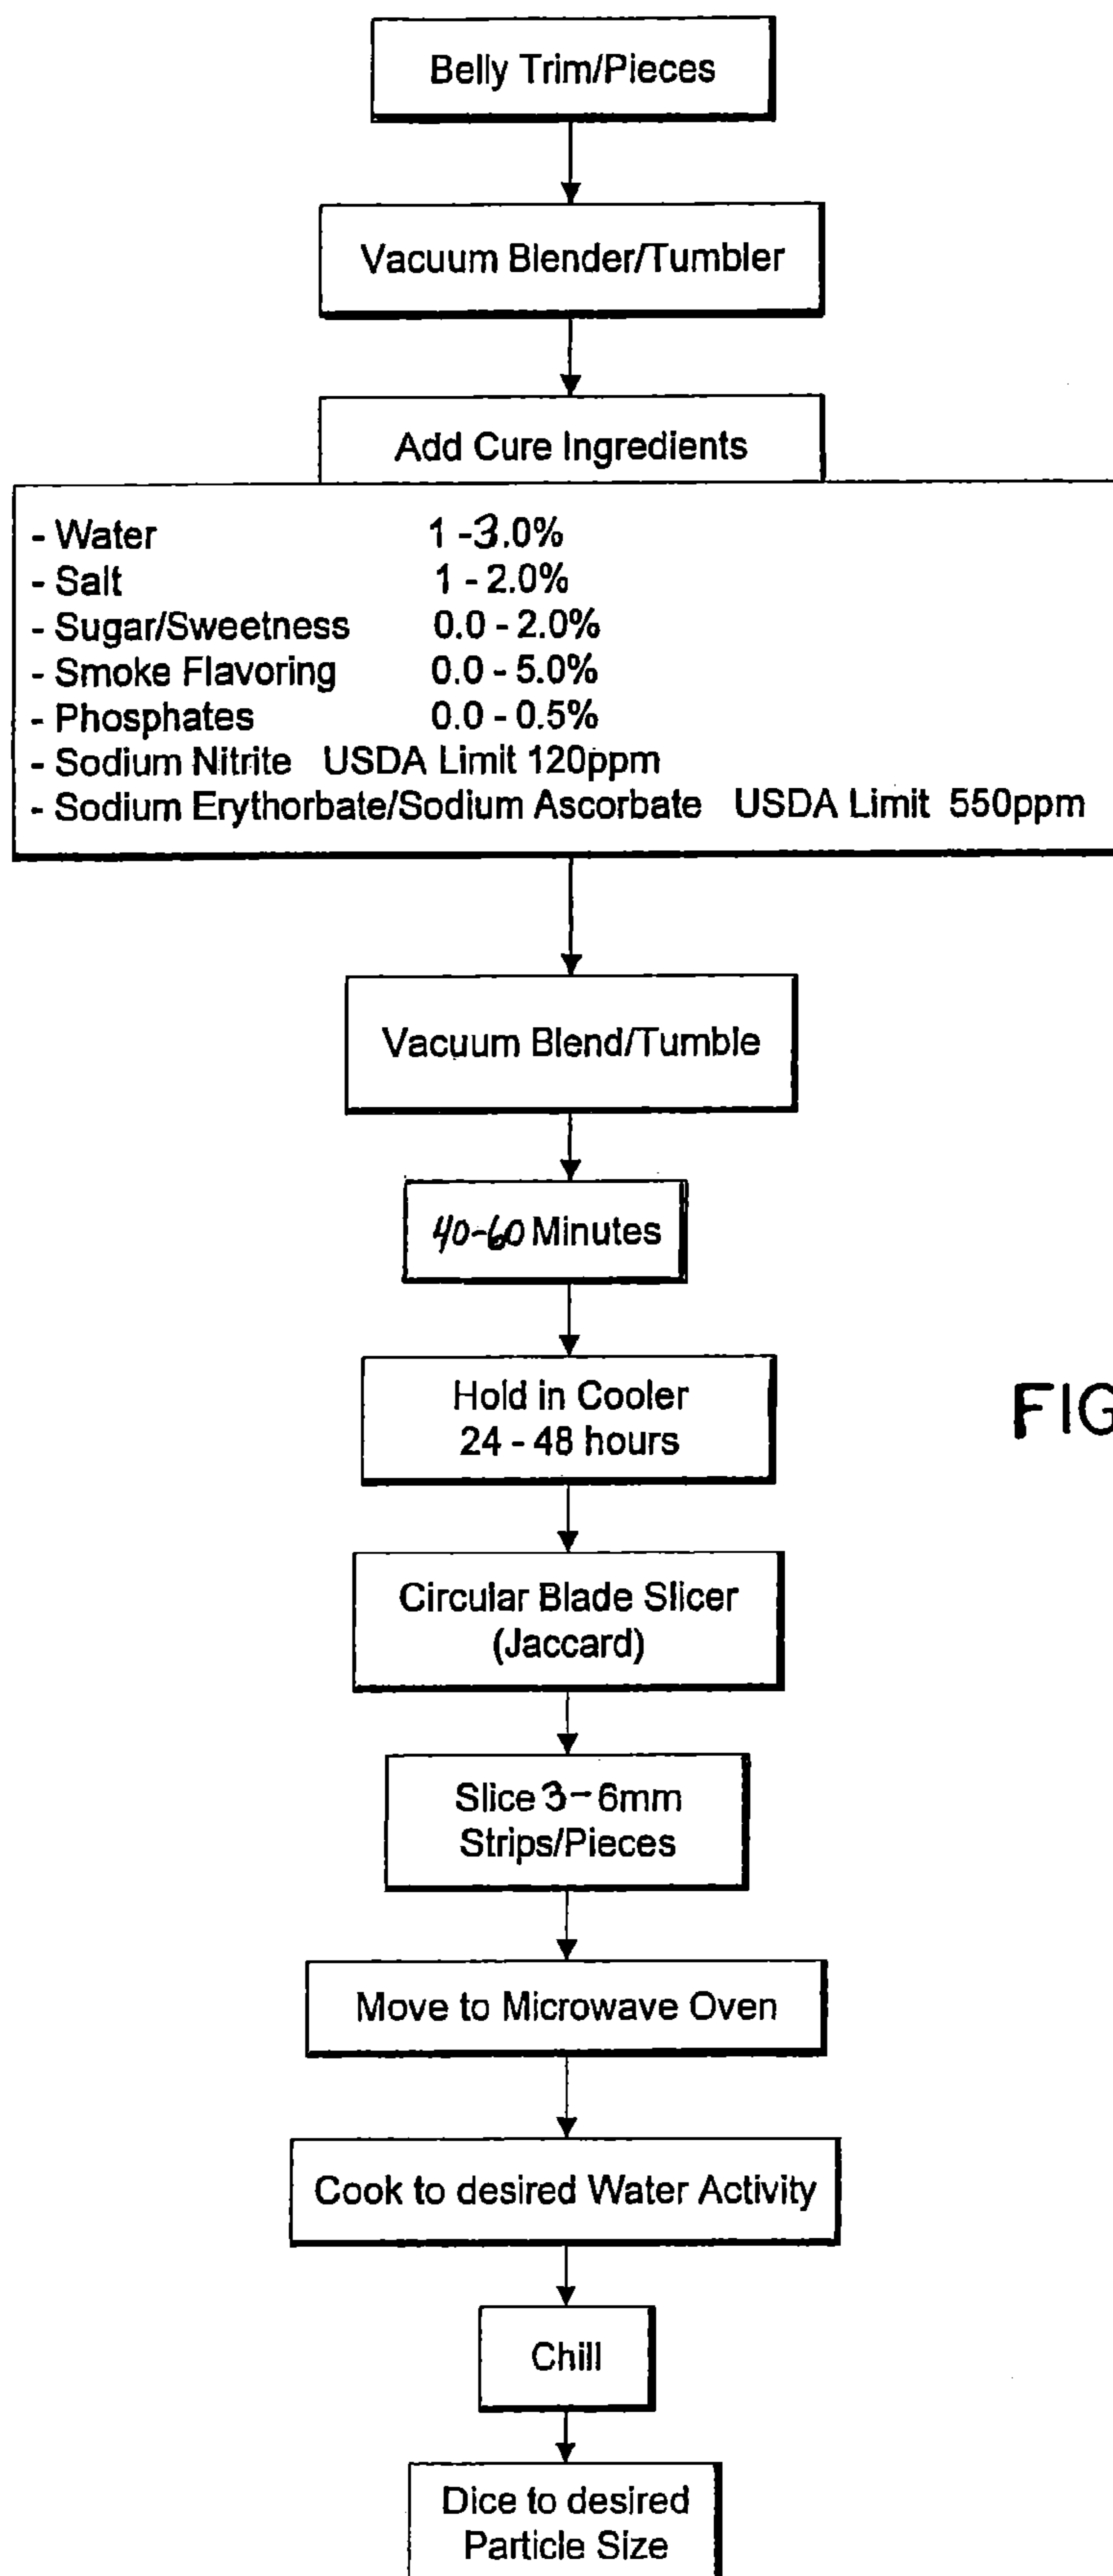 Belly Trim/Pieces
Vacuum Blender/Tumbler
Add Cure Ingredients
- Water 1 -3.0%
- Salt 1 - 2.0%
- Sugar/Sweetness 0.0 - 2.0%
- Smoke Flavoring 0.0 - 5.0%
- Phosphates 0.0 - 0.5%
- Sodium Nitrite USDA Limit 120ppm
- Sodium Erythorbate/Sodium Ascorbate USDA Limit 550ppm
Vacuum Blend/Tumble
40-60 Minutes
Hold in Cooler
24 - 48 hours
FIG
Circular Blade Slicer
(Jaccard)
Slice 3-6mm
Strips/Pieces
Move to Microwave Oven
Cook to desired Water Activity
Chill
Dice to desired
Particle Size